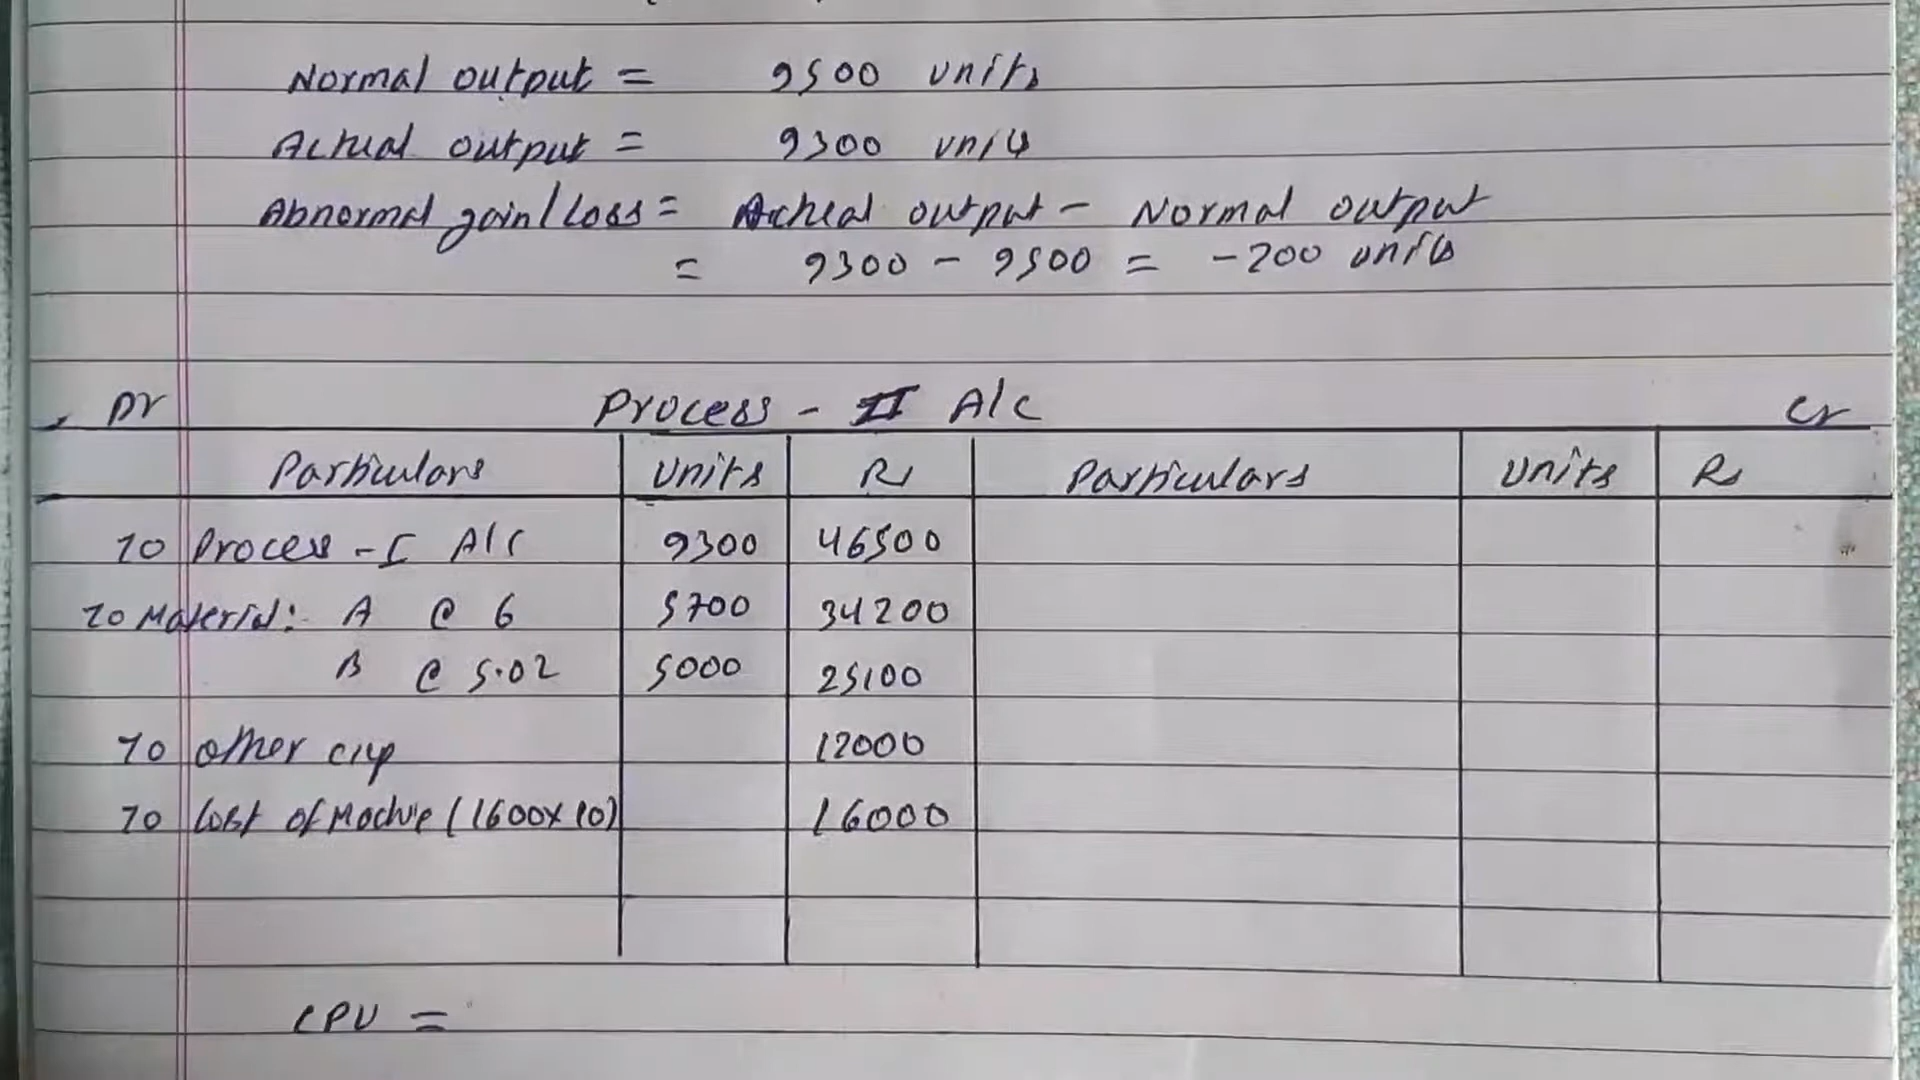 Normal output = 9500 units
Actual output = 9300 units
Abnormal gain/Loss = Actual output - Normal output
= 9300 - 9500 = -200 units
Dr Process - II A/c Cr
Particulars Units Rs Particulars Units Rs
To Process - I A/c 9300 46500
To Material: A @ 6 5700 34200
B @ 5.02 5000 25100
To other exp 12000
To Cost of Machine (1600x10) 16000
CPU =